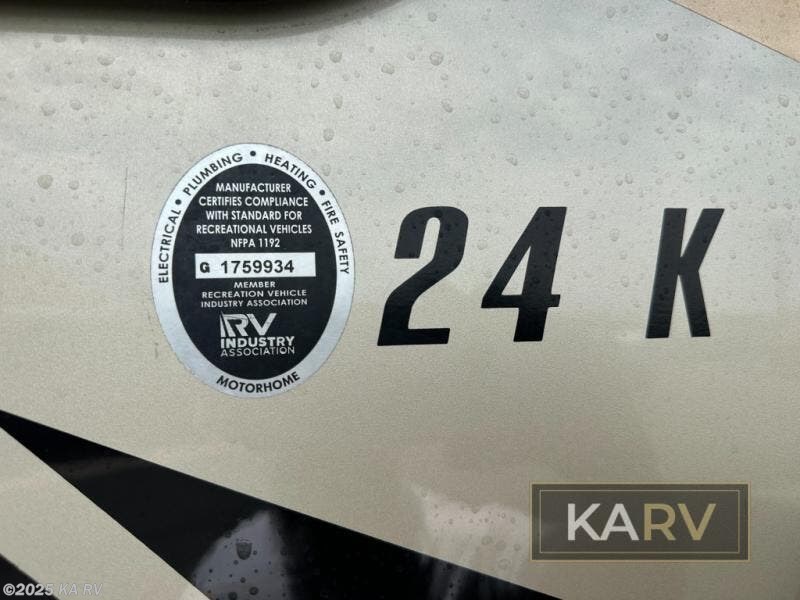 ELECTRICAL • PLUMBING • HEATING • FIRE SAFETY
MANUFACTURER
CERTIFIES COMPLIANCE
WITH STANDARD FOR
RECREATIONAL VEHICLES
NFPA 1192
G 1759934
MEMBER
RECREATION VEHICLE
INDUSTRY ASSOCIATION
RV
INDUSTRY
ASSOCIATION
MOTORHOME
24 K
KARV
©2025 KA RV